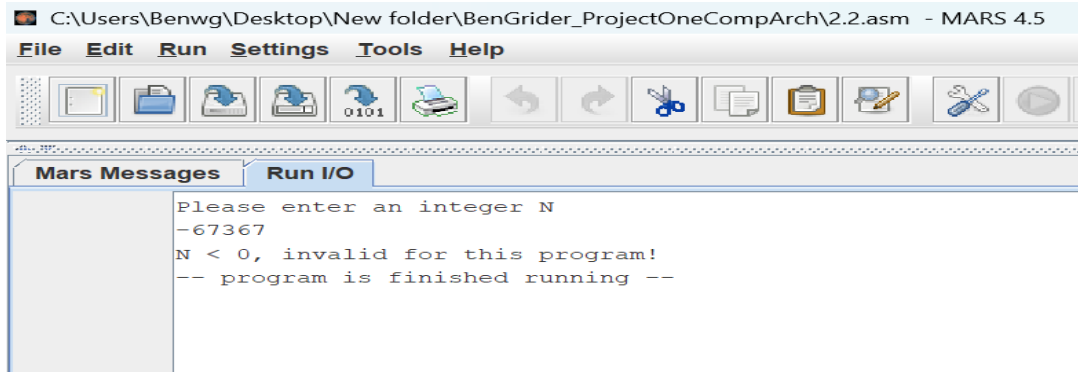 C:\Users\Benwg\Desktop\New folder\BenGrider_ProjectOneCompArch\2.2.asm - MARS 4.5
File Edit Run Settings Tools Help
0101
Mars Messages Run I/O
Please enter an integer N
-67367
N < 0, invalid for this program!
-- program is finished running --